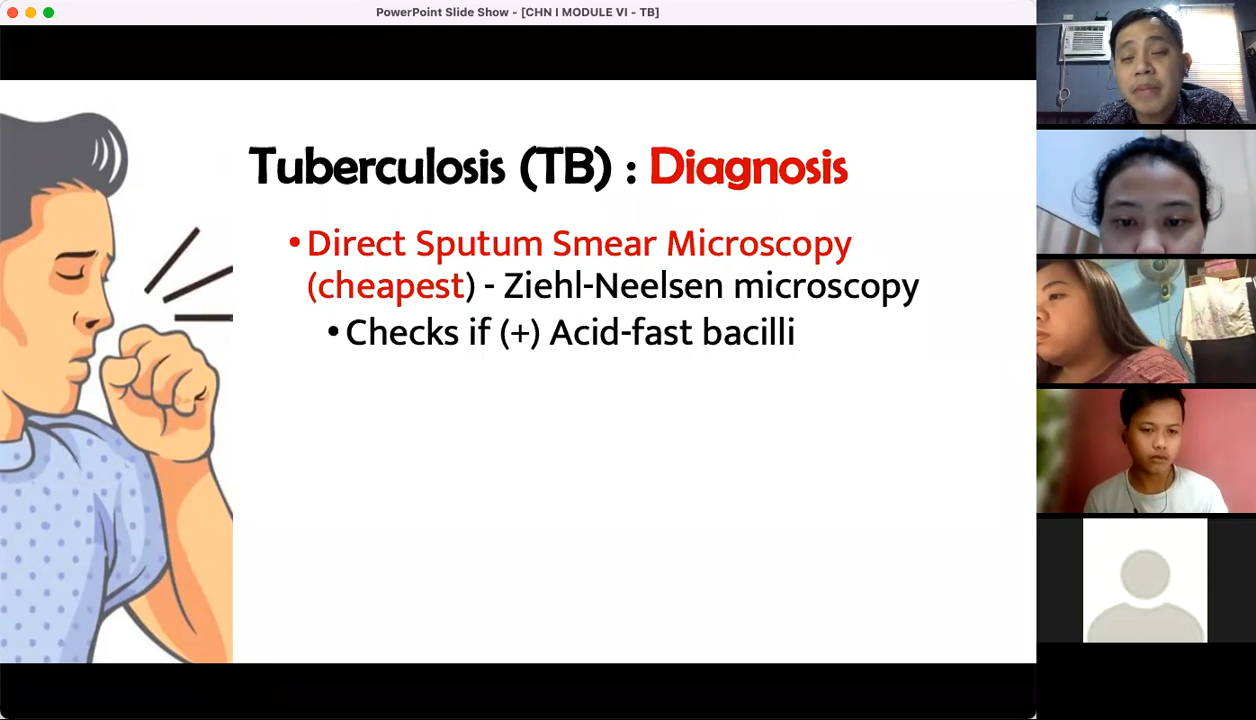 PowerPoint Slide Show - [CHN I MODULE VI - TB]
Tuberculosis (TB) : Diagnosis
•Direct Sputum Smear Microscopy
(cheapest) - Ziehl-Neelsen microscopy
•Checks if (+) Acid-fast bacilli